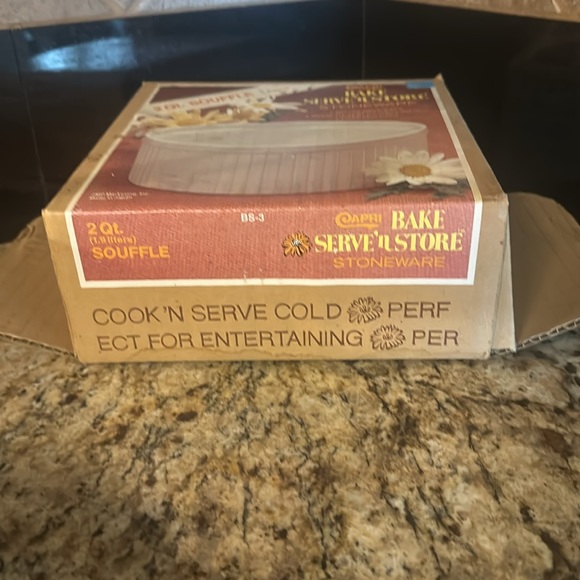 2 QT. SOUFFLE
BAKE
SERVE'N STORE
STONEWARE
BS-3
2 Qt.
(1.9 liters)
SOUFFLE
CAPRI BAKE
SERVE'N STORE
STONEWARE
COOK'N SERVE COLD PERF
ECT FOR ENTERTAINING PER